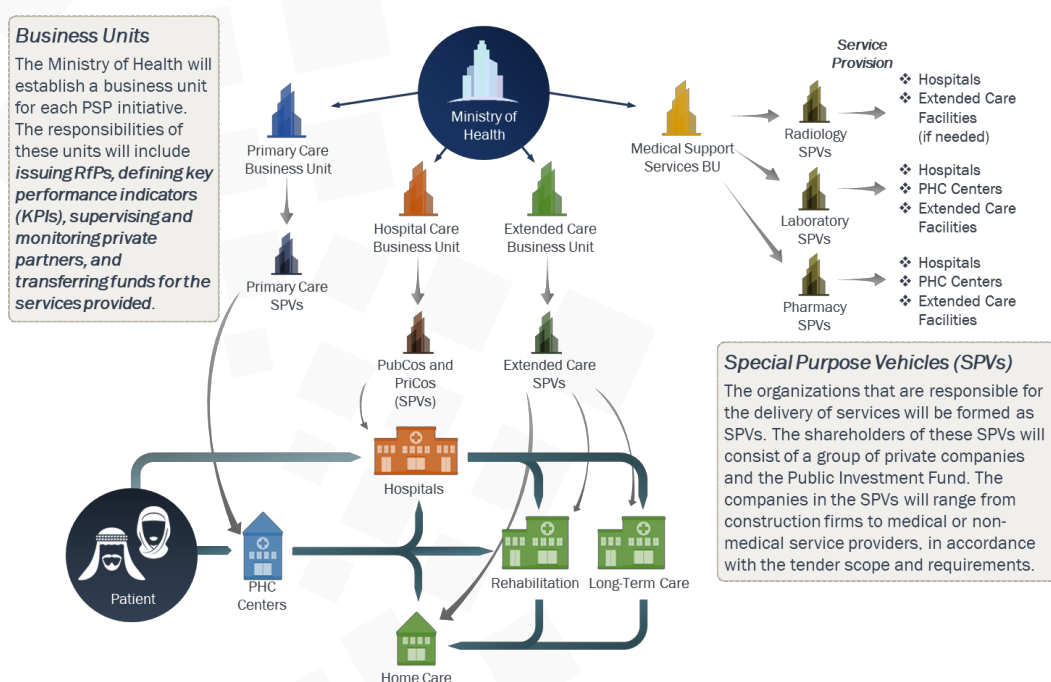 Business Units
The Ministry of Health will
establish a business unit
for each PSP initiative.
The responsibilities of
these units will include
issuing RfPs, defining key
performance indicators
(KPIs), supervising and
monitoring private
partners, and
transferring funds for the
services provided.
Ministry of
Health
Primary Care
Business Unit
Hospital Care
Business Unit
Extended Care
Business Unit
Medical Support
Services BU
Primary Care
SPVs
PubCos and
PriCos
(SPVs)
Extended Care
SPVs
Service
Provision
Radiology
SPVs
❖ Hospitals
❖ Extended Care
Facilities
(if needed)
Laboratory
SPVs
❖ Hospitals
❖ PHC Centers
❖ Extended Care
Facilities
Pharmacy
SPVs
❖ Hospitals
❖ PHC Centers
❖ Extended Care
Facilities
Special Purpose Vehicles (SPVs)
The organizations that are responsible for
the delivery of services will be formed as
SPVs. The shareholders of these SPVs will
consist of a group of private companies
and the Public Investment Fund. The
companies in the SPVs will range from
construction firms to medical or non-
medical service providers, in accordance
with the tender scope and requirements.
Patient
PHC
Centers
Hospitals
Rehabilitation
Long-Term Care
Home Care